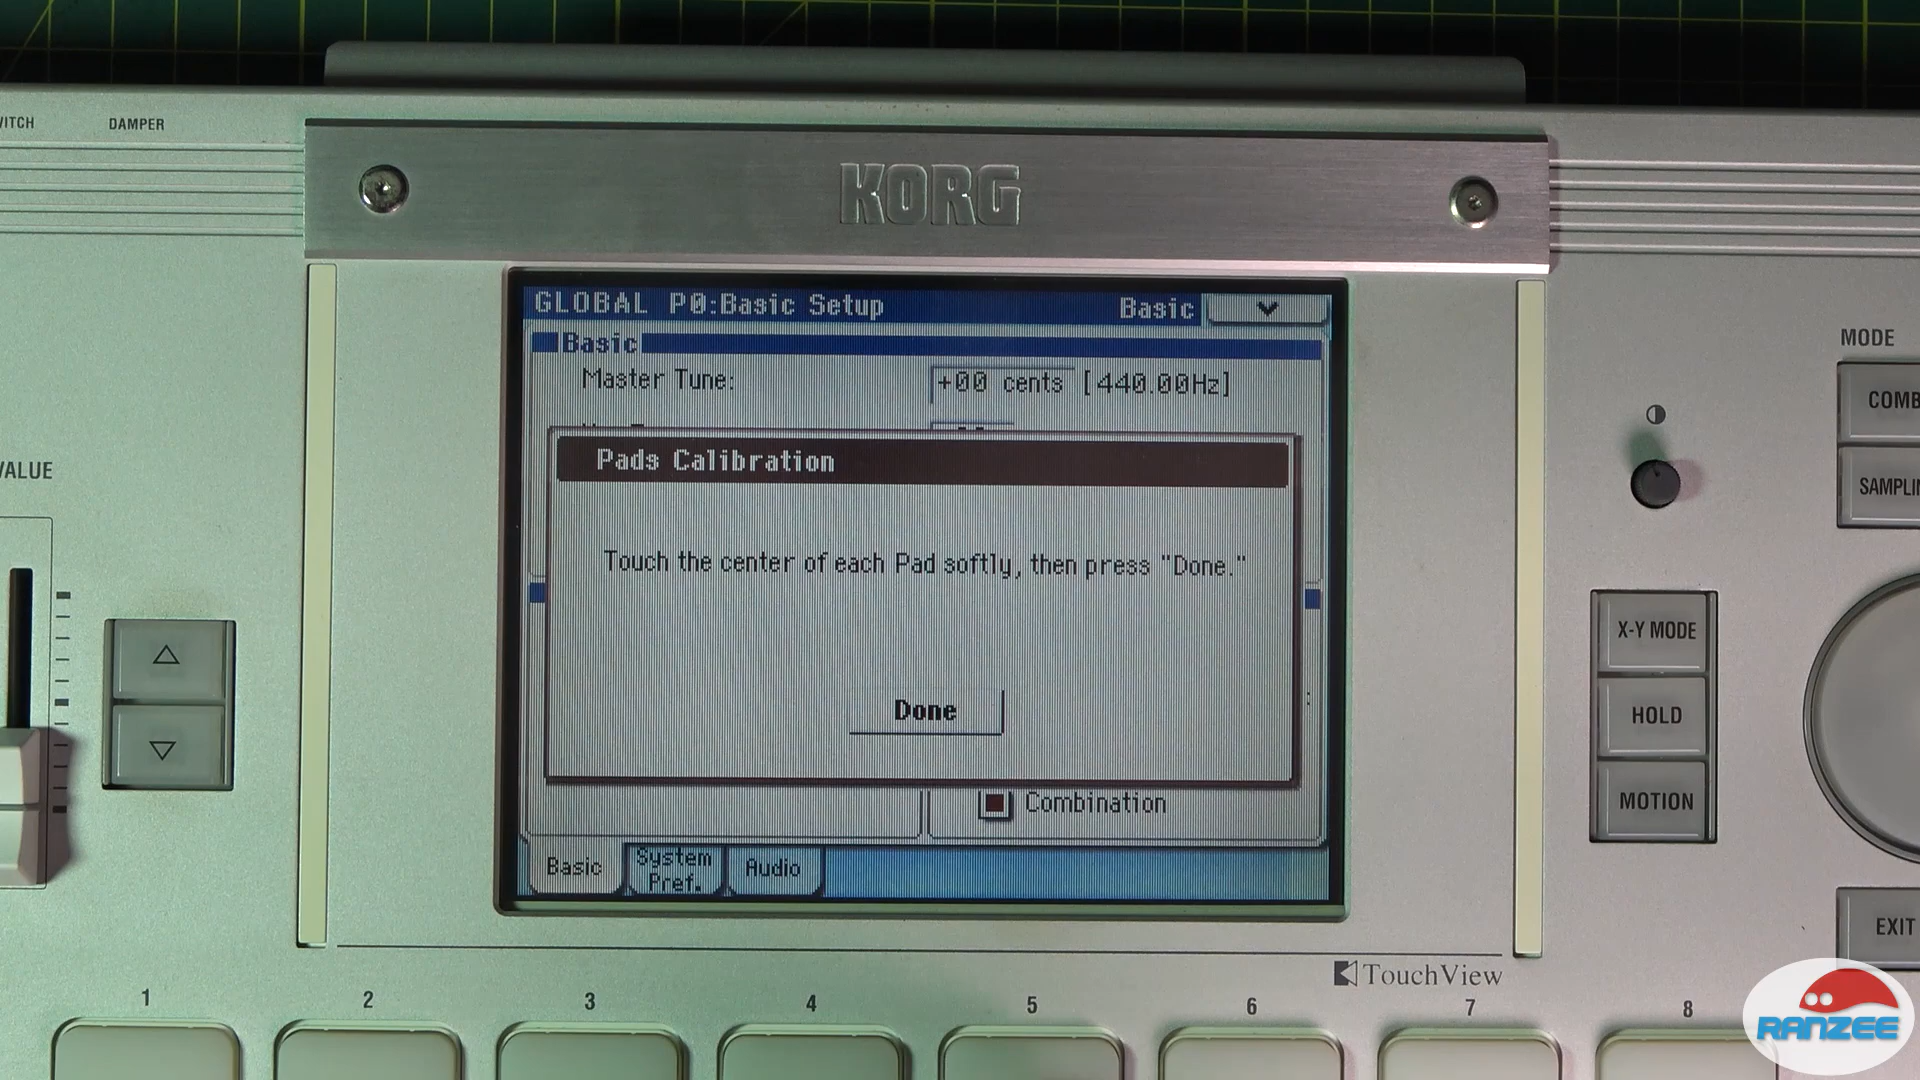 VITCH
DAMPER
KORG
GLOBAL P0:Basic Setup
Basic
Basic
Master Tune:
+00 cents [440.00Hz]
MODE
COMB
SAMPLIN
VALUE
Pads Calibration
Touch the center of each Pad softly, then press "Done."
Done
X-Y MODE
HOLD
MOTION
Combination
Basic
System
Pref.
Audio
EXIT
TouchView
1 2 3 4 5 6 7 8
RANZEE